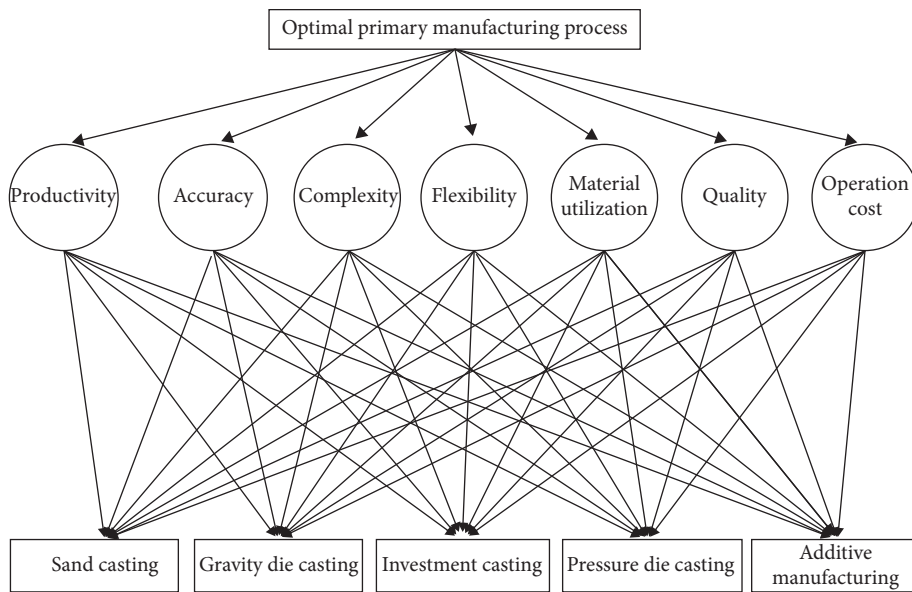 Optimal primary manufacturing process
Productivity
Accuracy
Complexity
Flexibility
Material
utilization
Quality
Operation
cost
Sand casting
Gravity die casting
Investment casting
Pressure die casting
Additive
manufacturing